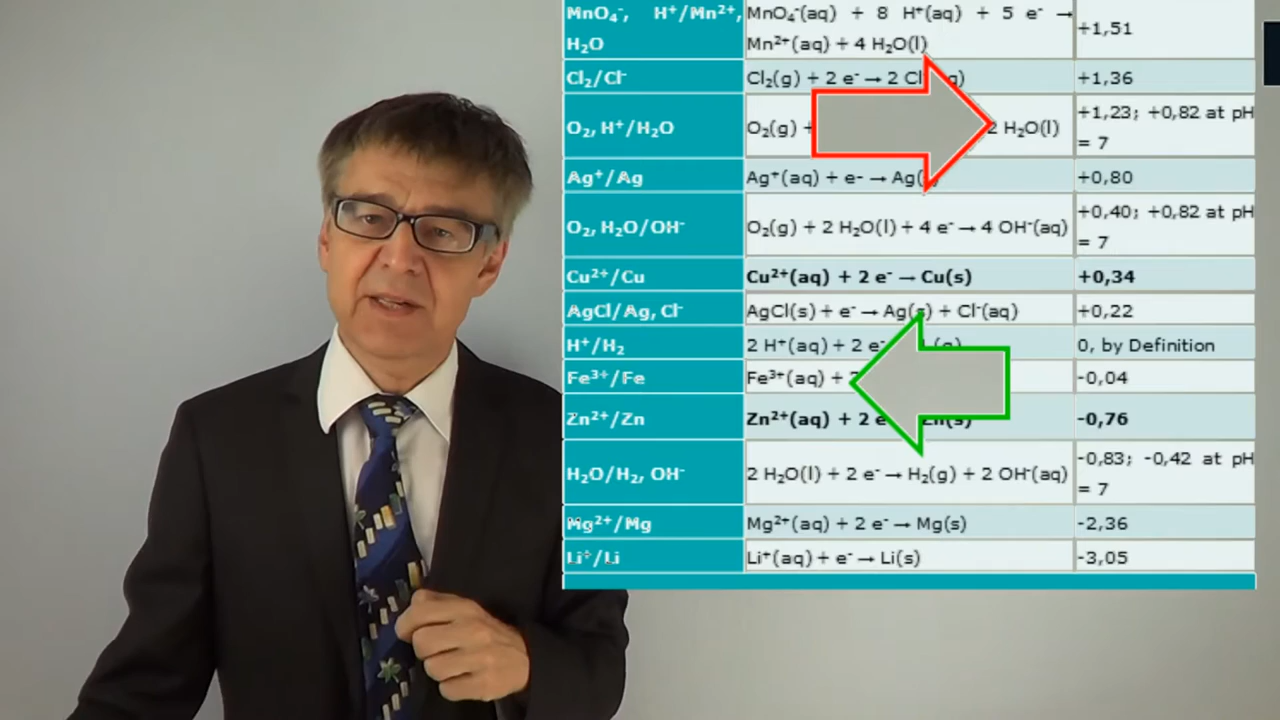 MnO₄⁻, H⁺/Mn²⁺, H₂O MnO₄⁻(aq) + 8 H⁺(aq) + 5 e⁻ → Mn²⁺(aq) + 4 H₂O(l) +1,51
Cl₂/Cl⁻ Cl₂(g) + 2 e⁻ → 2 Cl q) +1,36
O₂, H⁺/H₂O O₂(g) + 2 H₂O(l) +1,23; +0,82 at pH = 7
Ag⁺/Ag Ag⁺(aq) + e- → Ag( +0,80
O₂, H₂O/OH⁻ O₂(g) + 2 H₂O(l) + 4 e⁻ → 4 OH⁻(aq) +0,40; +0,82 at pH = 7
Cu²⁺/Cu Cu²⁺(aq) + 2 e⁻ → Cu(s) +0,34
AgCl/Ag, Cl⁻ AgCl(s) + e⁻ → Ag(s) + Cl⁻(aq) +0,22
H⁺/H₂ 2 H⁺(aq) + 2 e (g) 0, by Definition
Fe³⁺/Fe Fe³⁺(aq) + -0,04
Zn²⁺/Zn Zn²⁺(aq) + 2 e Zn(s) -0,76
H₂O/H₂, OH⁻ 2 H₂O(l) + 2 e⁻ → H₂(g) + 2 OH⁻(aq) -0,83; -0,42 at pH = 7
Mg²⁺/Mg Mg²⁺(aq) + 2 e⁻ → Mg(s) -2,36
Li⁺/Li Li⁺(aq) + e⁻ → Li(s) -3,05